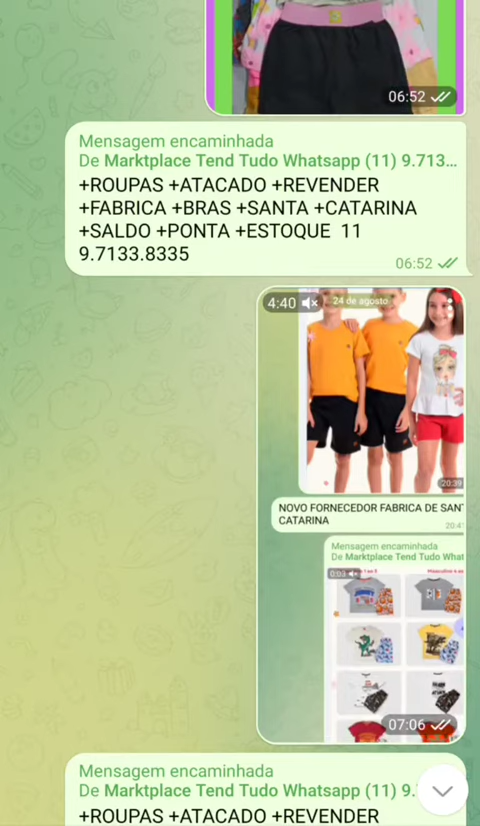 06:52
Mensagem encaminhada
De Marktplace Tend Tudo Whatsapp (11) 9.713...
+ROUPAS +ATACADO +REVENDER
+FABRICA +BRAS +SANTA +CATARINA
+SALDO +PONTA +ESTOQUE 11
9.7133.8335
06:52
4:40
24 de agosto
20:39
NOVO FORNECEDOR FABRICA DE SANT
CATARINA
20:4
Mensagem encaminhada
De Marktplace Tend Tudo What
0:03
07:06
Mensagem encaminhada
De Marktplace Tend Tudo Whatsapp (11) 9.
+ROUPAS +ATACADO +REVENDER